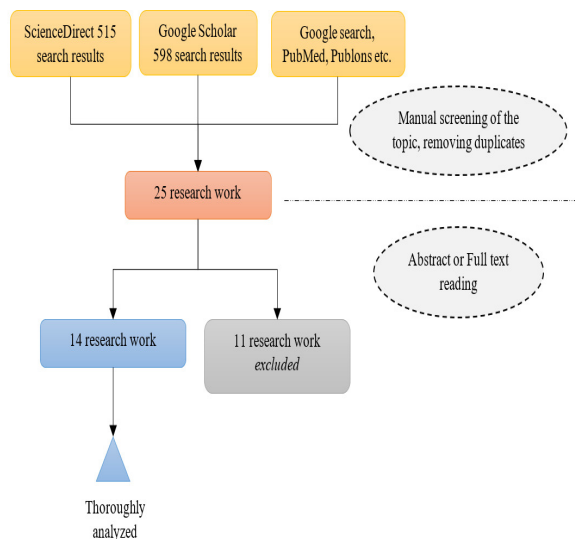 ScienceDirect 515
search results
Google Scholar
598 search results
Google search,
PubMed, Publons etc.
Manual screening of the
topic, removing duplicates
25 research work
Abstract or Full text
reading
14 research work
11 research work
excluded
Thoroughly
analyzed